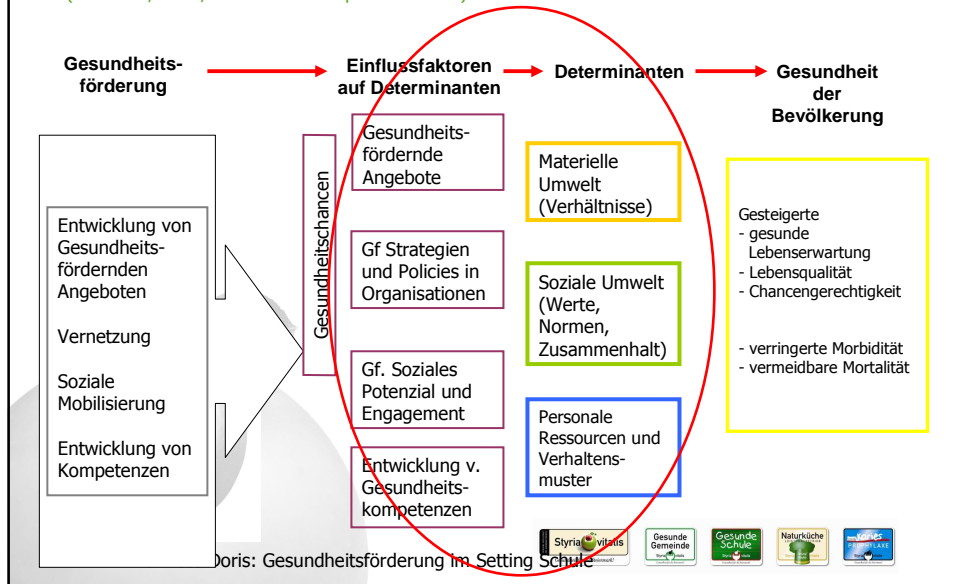 Gesundheits-
förderung
Einflussfaktoren
auf Determinanten
Determinanten
Gesundheit
der
Bevölkerung
Entwicklung von
Gesundheits-
fördernden
Angeboten
Vernetzung
Soziale
Mobilisierung
Entwicklung von
Kompetenzen
Gesundheitschancen
Gesundheits-
fördernde
Angebote
Gf Strategien
und Policies in
Organisationen
Gf. Soziales
Potenzial und
Engagement
Entwicklung v.
Gesundheits-
kompetenzen
Materielle
Umwelt
(Verhältnisse)
Soziale Umwelt
(Werte,
Normen,
Zusammenhalt)
Personale
Ressourcen und
Verhaltens-
muster
Gesteigerte
- gesunde
Lebenserwartung
- Lebensqualität
- Chancengerechtigkeit
- verringerte Morbidität
- vermeidbare Mortalität
Doris: Gesundheitsförderung im Setting Schule
Styria vitalis
Gesunde
Gemeinde
Gesunde
Schule
Naturküche
PROPHYLAXE